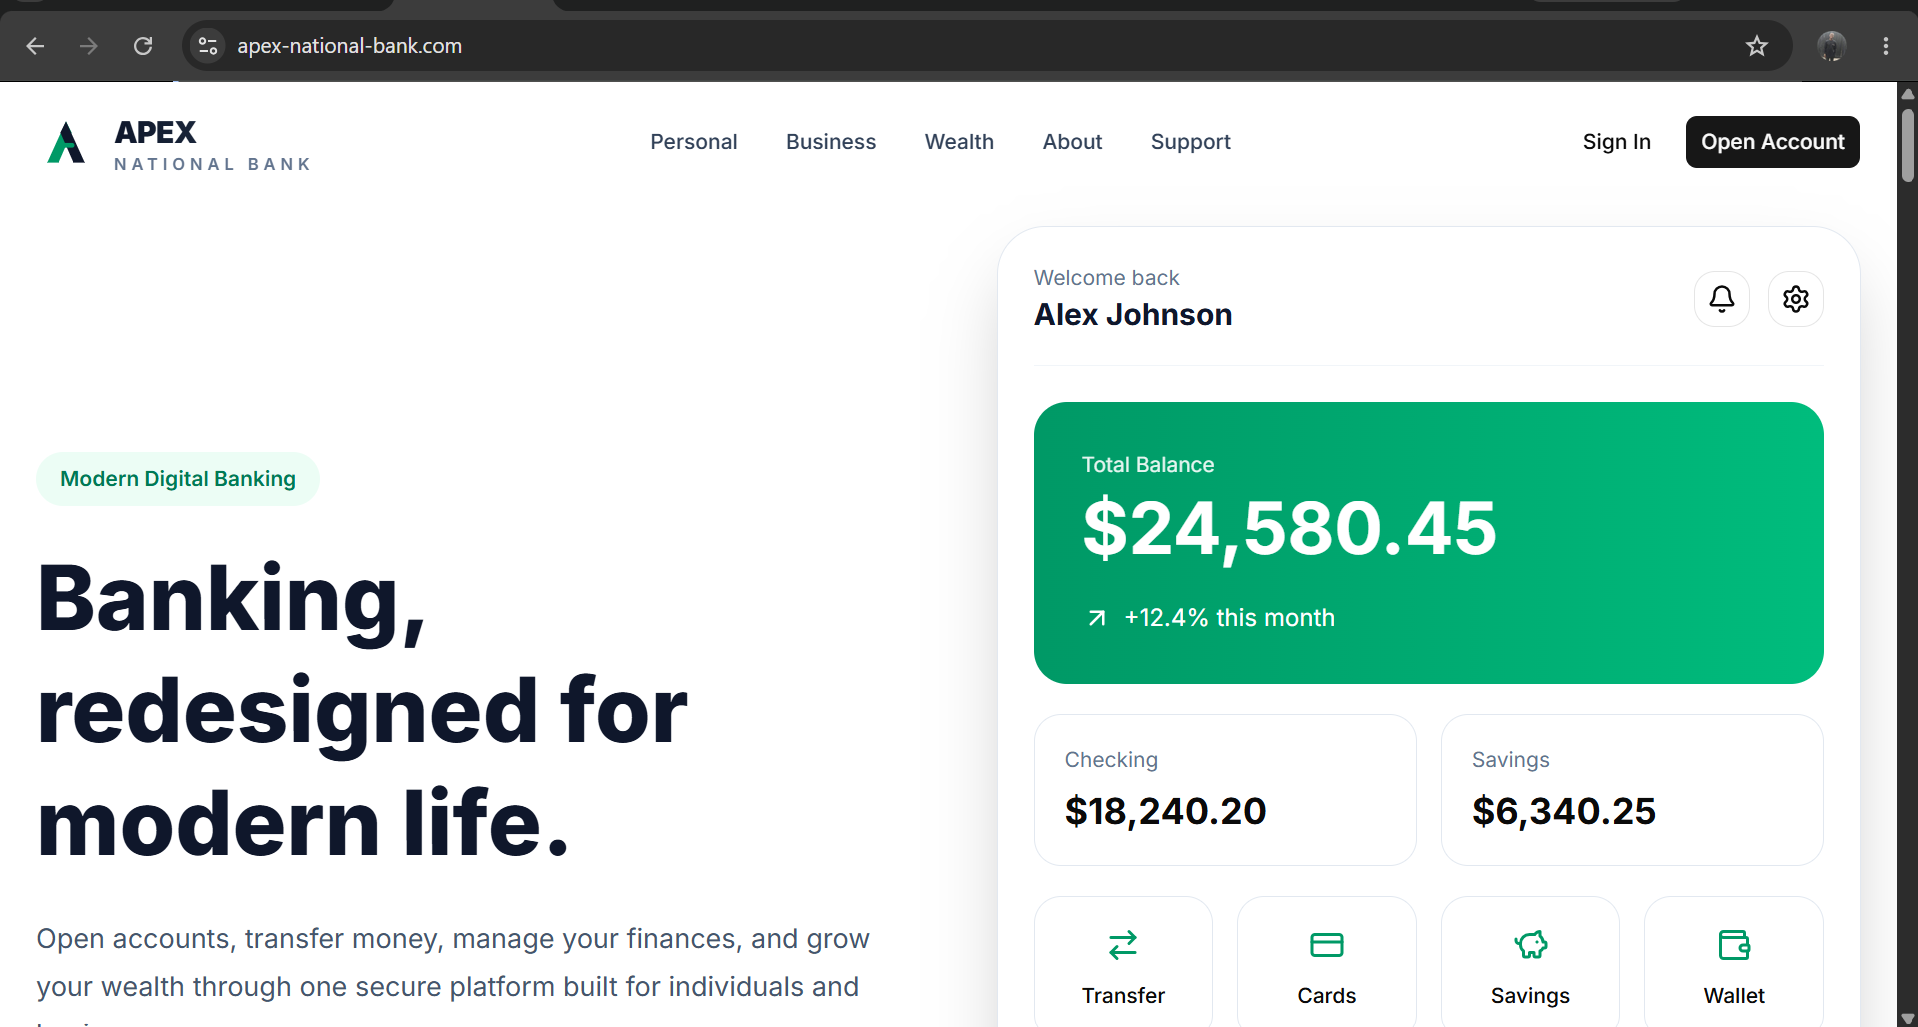 apex-national-bank.com
APEX
NATIONAL BANK
Personal
Business
Wealth
About
Support
Sign In
Open Account
Modern Digital Banking
Banking,
redesigned for
modern life.
Open accounts, transfer money, manage your finances, and grow
your wealth through one secure platform built for individuals and
Welcome back
Alex Johnson
Total Balance
$24,580.45
+12.4% this month
Checking
$18,240.20
Savings
$6,340.25
Transfer
Cards
Savings
Wallet